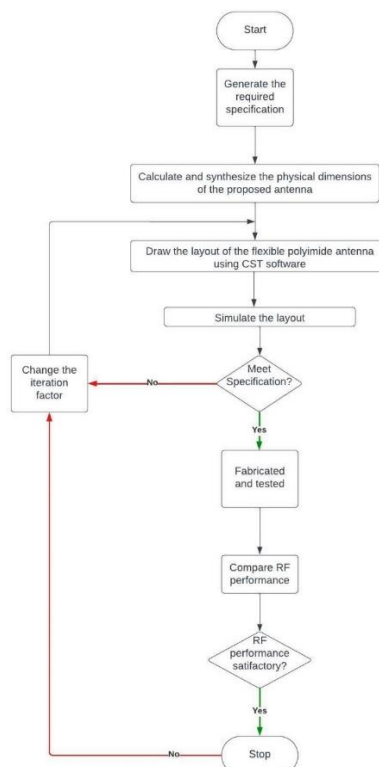 Start
Generate the
required
specification
Calculate and synthesize the physical dimensions
of the proposed antenna
Draw the layout of the flexible polyimide antenna
using CST software
Simulate the layout
Change the
iteration
factor
No
Meet
Specification?
Yes
Fabricated
and tested
Compare RF
performance
RF
performance
satifactory?
Yes
No
Stop